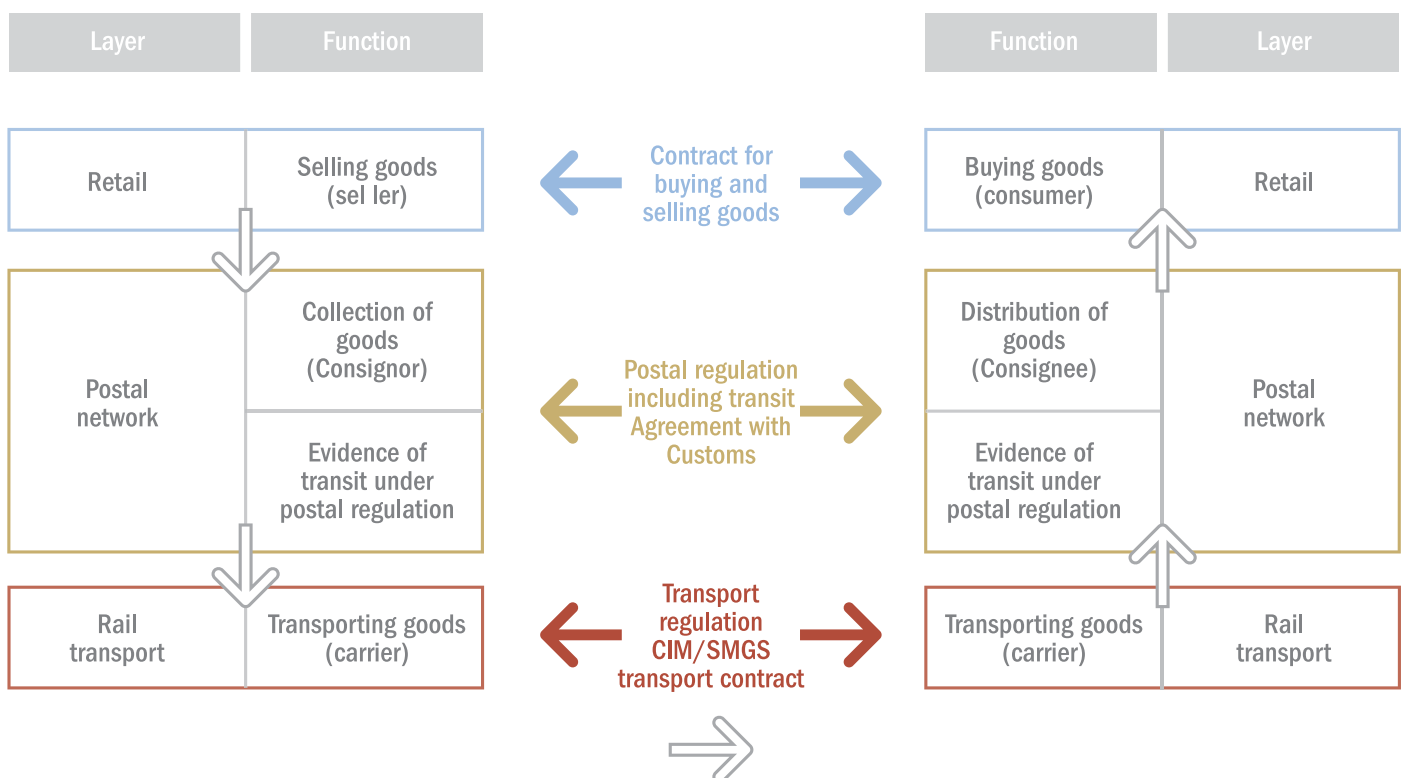 Layer
Function
Function
Layer
Retail
Selling goods
(sel ler)
Contract for
buying and
selling goods
Buying goods
(consumer)
Retail
Postal
network
Collection of
goods
(Consignor)
Evidence of
transit under
postal regulation
Postal regulation
including transit
Agreement with
Customs
Distribution of
goods
(Consignee)
Evidence of
transit under
postal regulation
Postal
network
Rail
transport
Transporting goods
(carrier)
Transport
regulation
CIM/SMGS
transport contract
Transporting goods
(carrier)
Rail
transport